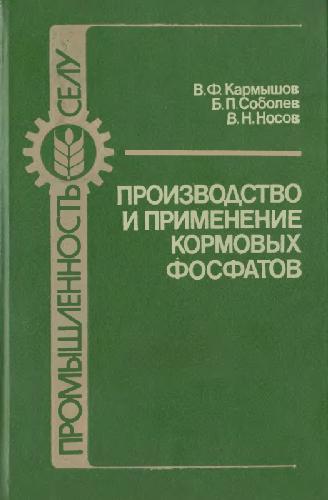 В.Ф. Кармышов
Б.П. Соболев
В.Н. Носов
ПРОИЗВОДСТВО
И ПРИМЕНЕНИЕ
КОРМОВЫХ
ФОСФАТОВ
ПРОМЫШЛЕННОСТЬ СЕЛУ